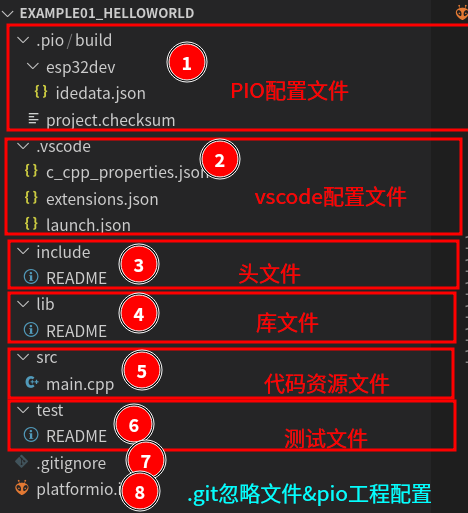 EXAMPLE01_HELLOWORLD
.pio / build
esp32dev
1
{} idedata.json
PIO配置文件
project.checksum
.vscode
2
{} c_cpp_properties.json
{} extensions.json
vscode配置文件
{} launch.json
include
3
README
头文件
lib
4
README
库文件
src
5
main.cpp
代码资源文件
test
6
README
测试文件
.gitignore
7
platformio.i
8
.git忽略文件&pio工程配置